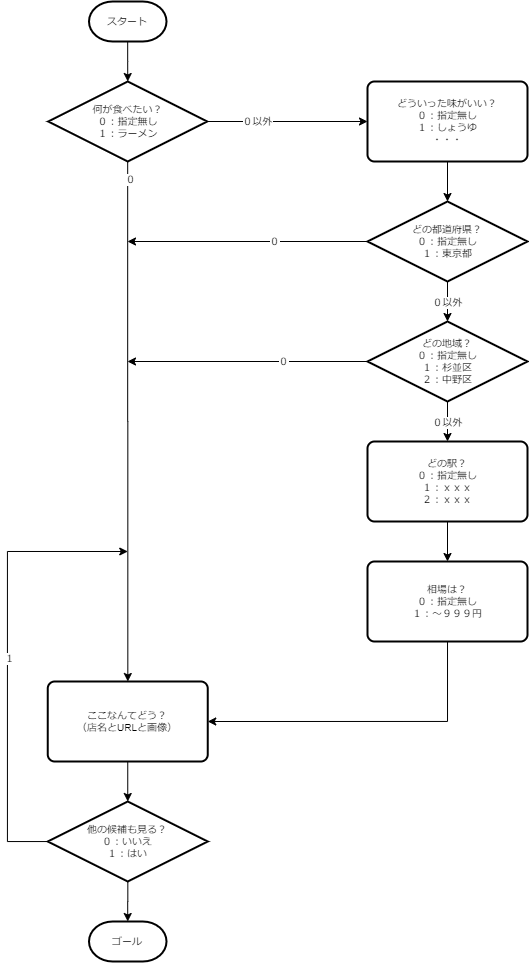 スタート
何が食べたい？
０：指定無し
１：ラーメン
０以外
どういった味がいい？
０：指定無し
１：しょうゆ
・・・
０
どの都道府県？
０：指定無し
１：東京都
０
０以外
どの地域？
０：指定無し
１：杉並区
２：中野区
０
０以外
どの駅？
０：指定無し
１：ｘｘｘ
２：ｘｘｘ
相場は？
０：指定無し
１：～９９９円
１
ここなんてどう？
（店名とURLと画像）
他の候補も見る？
０：いいえ
１：はい
ゴール